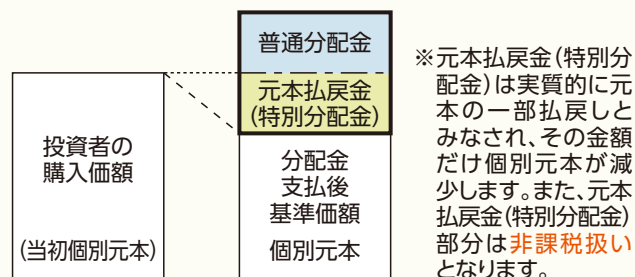 投資者の
購入価額
(当初個別元本)
普通分配金
元本払戻金
(特別分配金)
分配金
支払後
基準価額
個別元本
※元本払戻金(特別分
配金)は実質的に元
本の一部払戻しと
みなされ、その金額
だけ個別元本が減
少します。また、元本
払戻金(特別分配金)
部分は非課税扱い
となります。